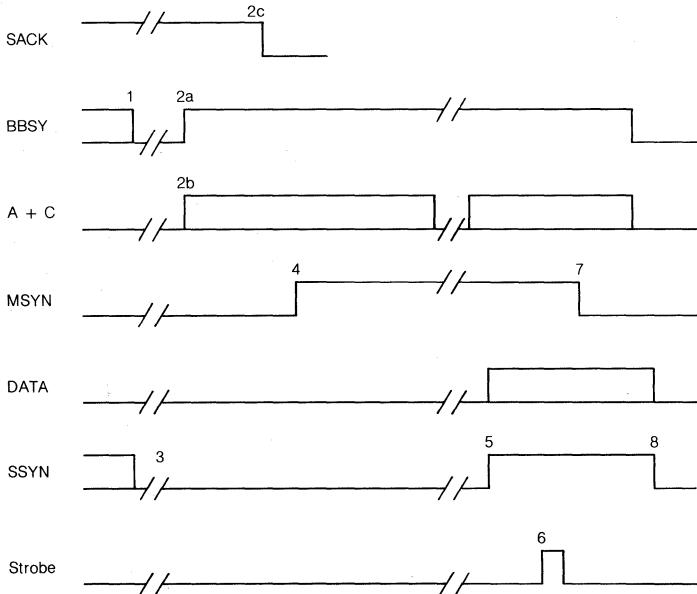 2c
SACK
1 2a
BBSY
2b
A + C
4 7
MSYN
DATA
3 5 8
SSYN
6
Strobe